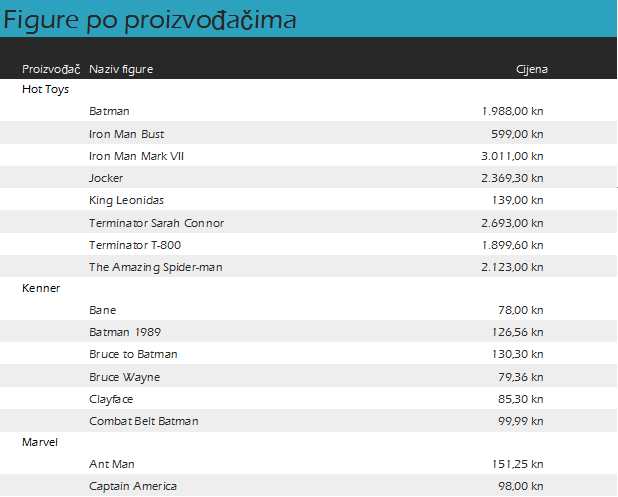 Figure po proizvođačima
Proizvođač Naziv figure Cijena
Hot Toys
Batman 1.988,00 kn
Iron Man Bust 599,00 kn
Iron Man Mark VII 3.011,00 kn
Jocker 2.369,30 kn
King Leonidas 139,00 kn
Terminator Sarah Connor 2.693,00 kn
Terminator T-800 1.899,60 kn
The Amazing Spider-man 2.123,00 kn
Kenner
Bane 78,00 kn
Batman 1989 126,56 kn
Bruce to Batman 130,30 kn
Bruce Wayne 79,36 kn
Clayface 85,30 kn
Combat Belt Batman 99,99 kn
Marvel
Ant Man 151,25 kn
Captain America 98,00 kn